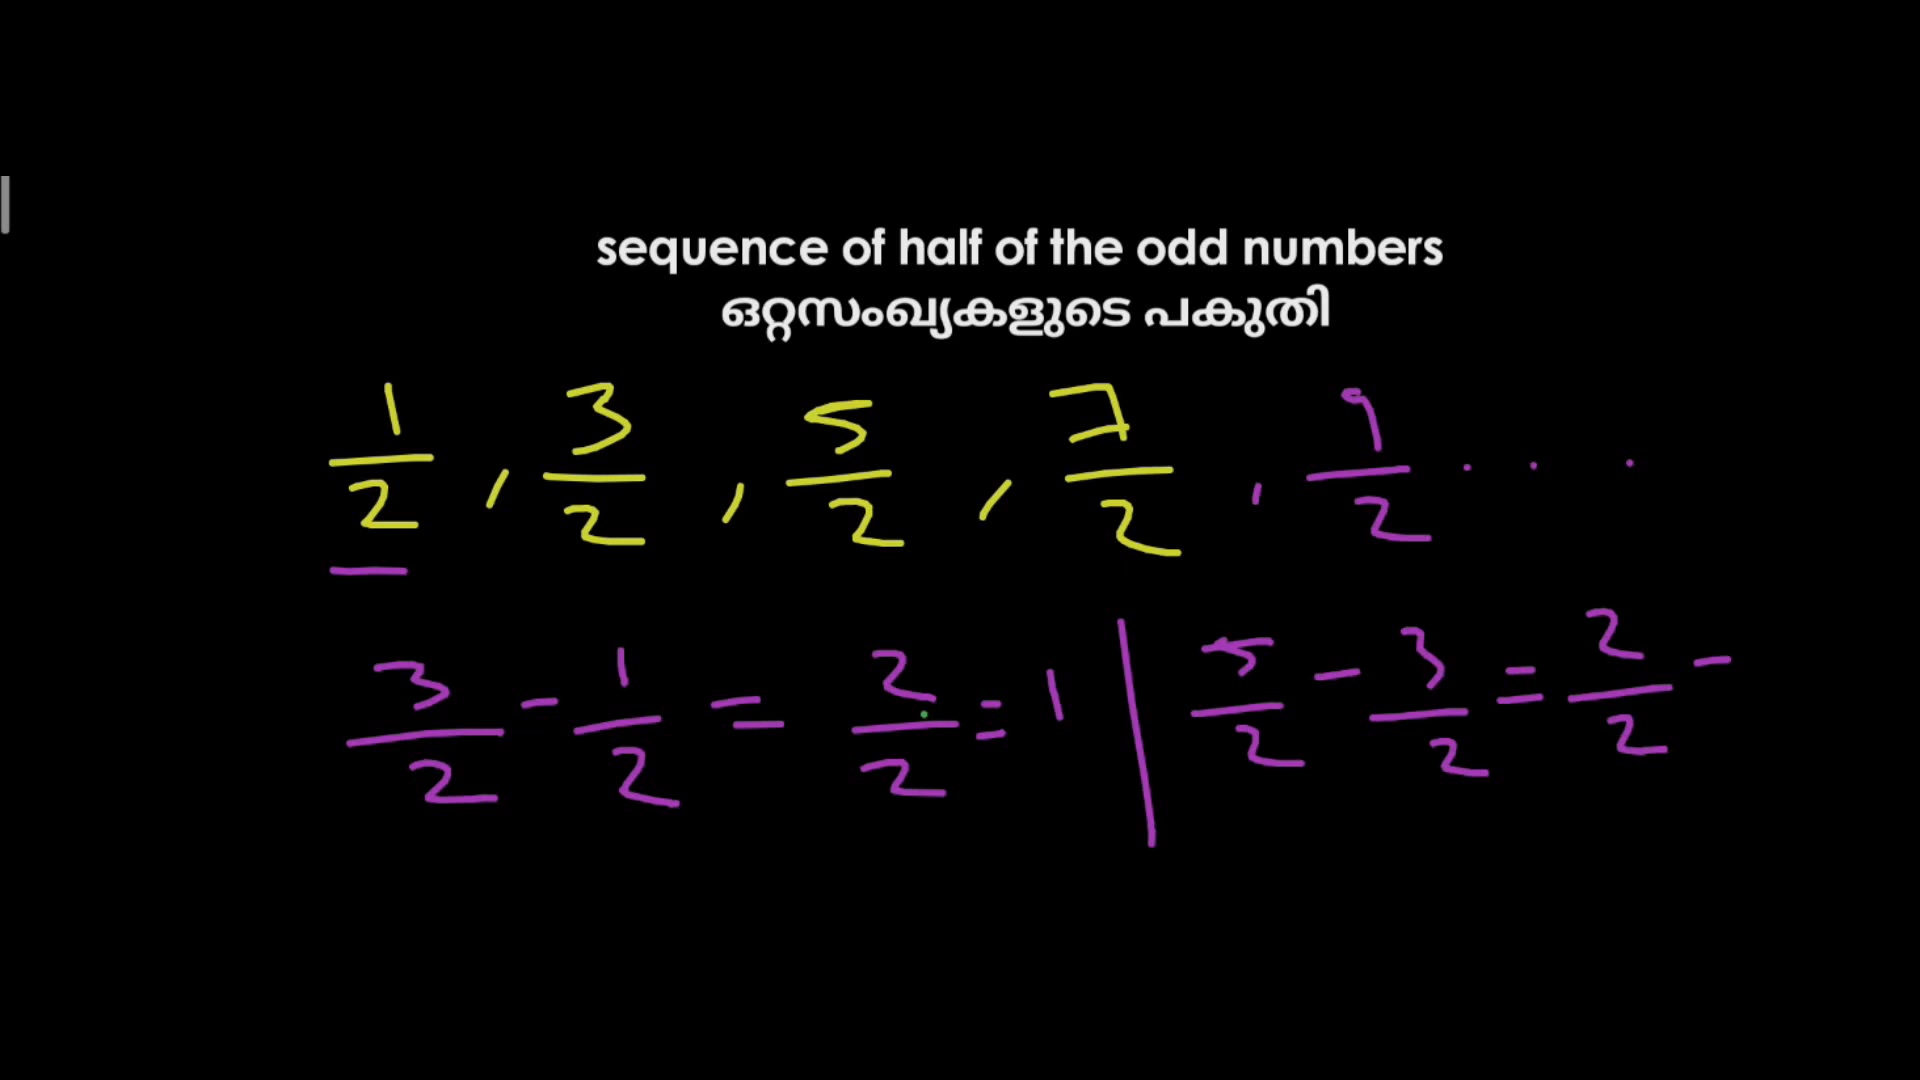 sequence of half of the odd numbers
ഒറ്റസംഖ്യകളുടെ പകുതി
1/2 , 3/2 , 5/2 , 7/2 , 9/2 . . .
3/2 - 1/2 = 2/2 = 1 | 5/2 - 3/2 = 2/2 -